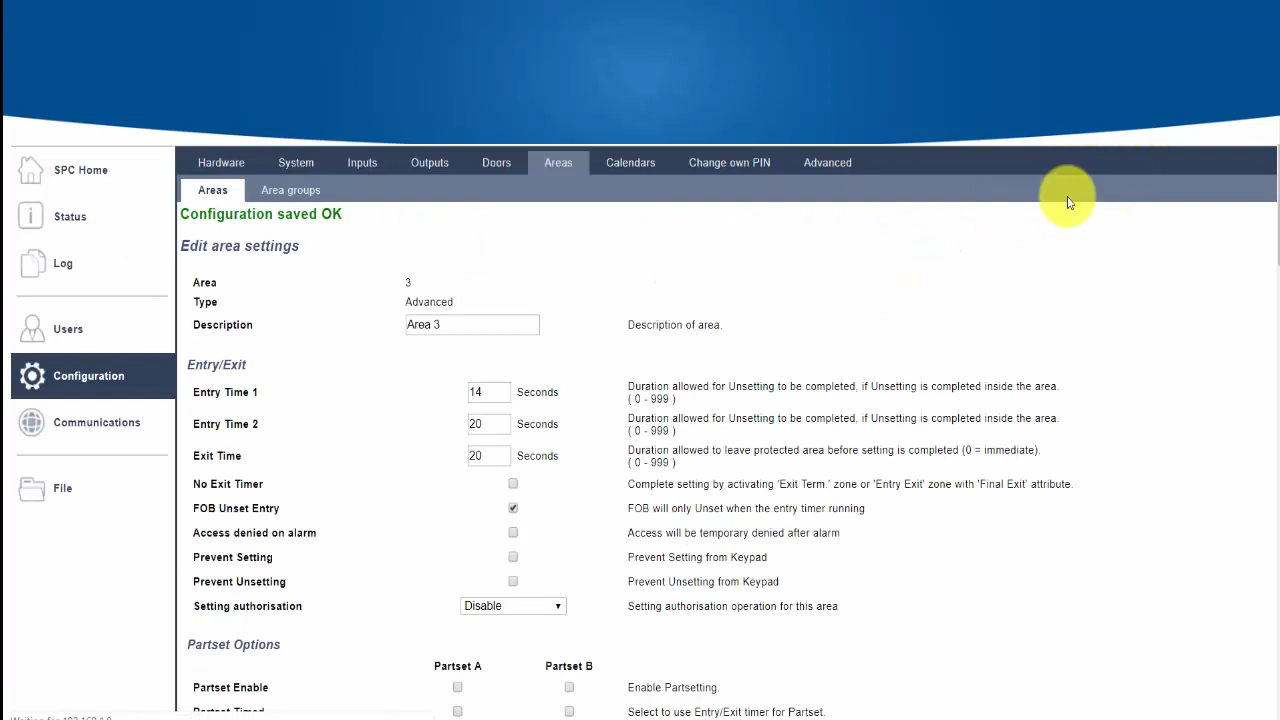 Hardware System Inputs Outputs Doors Areas Calendars Change own PIN Advanced
Areas Area groups
SPC Home
Status
Log
Users
Configuration
Communications
File
Configuration saved OK
Edit area settings
Area 3
Type Advanced
Description Area 3 Description of area.
Entry/Exit
Entry Time 1 14 Seconds Duration allowed for Unsetting to be completed, if Unsetting is completed inside the area.
( 0 - 999 )
Entry Time 2 20 Seconds Duration allowed for Unsetting to be completed, if Unsetting is completed inside the area.
( 0 - 999 )
Exit Time 20 Seconds Duration allowed to leave protected area before setting is completed (0 = immediate).
( 0 - 999 )
No Exit Timer Complete setting by activating 'Exit Term.' zone or 'Entry Exit' zone with 'Final Exit' attribute.
FOB Unset Entry FOB will only Unset when the entry timer running
Access denied on alarm Access will be temporary denied after alarm
Prevent Setting Prevent Setting from Keypad
Prevent Unsetting Prevent Unsetting from Keypad
Setting authorisation Disable Setting authorisation operation for this area
Partset Options
Partset A Partset B
Partset Enable Enable Partsetting.
Partset Timed Select to use Entry/Exit timer for Partset.